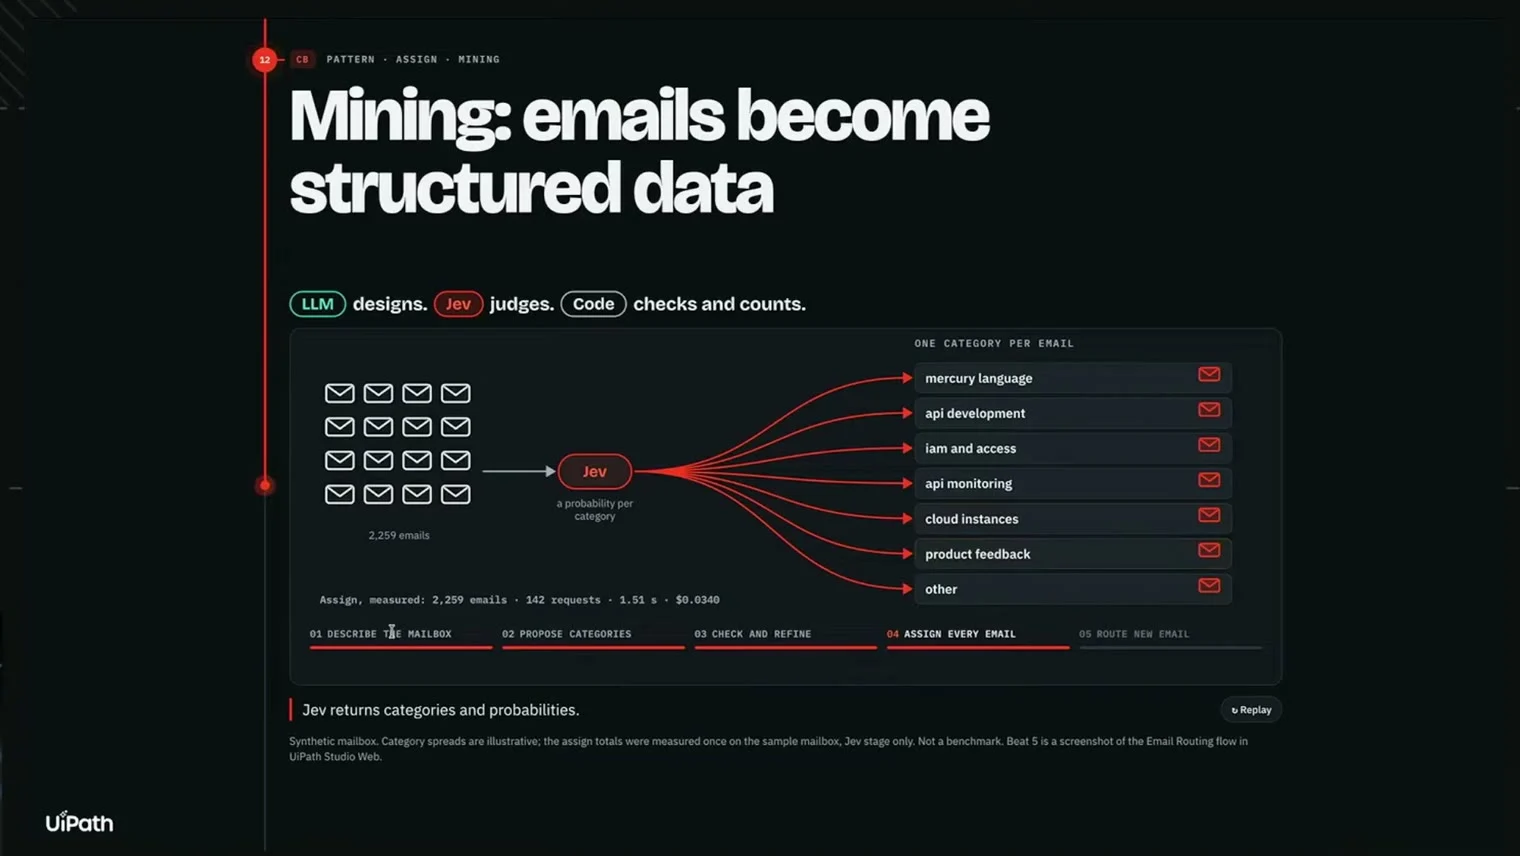 12 C8 PATTERN · ASSIGN · MINING
Mining: emails become
structured data
LLM designs. Jev judges. Code checks and counts.
ONE CATEGORY PER EMAIL
mercury language
api development
iam and access
api monitoring
cloud instances
product feedback
other
Jev
a probability per
category
2,259 emails
Assign, measured: 2,259 emails · 142 requests · 1.51 s · $0.0340
01 DESCRIBE THE MAILBOX 02 PROPOSE CATEGORIES 03 CHECK AND REFINE 04 ASSIGN EVERY EMAIL 05 ROUTE NEW EMAIL
Jev returns categories and probabilities.
↻ Replay
Synthetic mailbox. Category spreads are illustrative; the assign totals were measured once on the sample mailbox, Jev stage only. Not a benchmark. Beat 5 is a screenshot of the Email Routing flow in
UiPath Studio Web.
UiPath